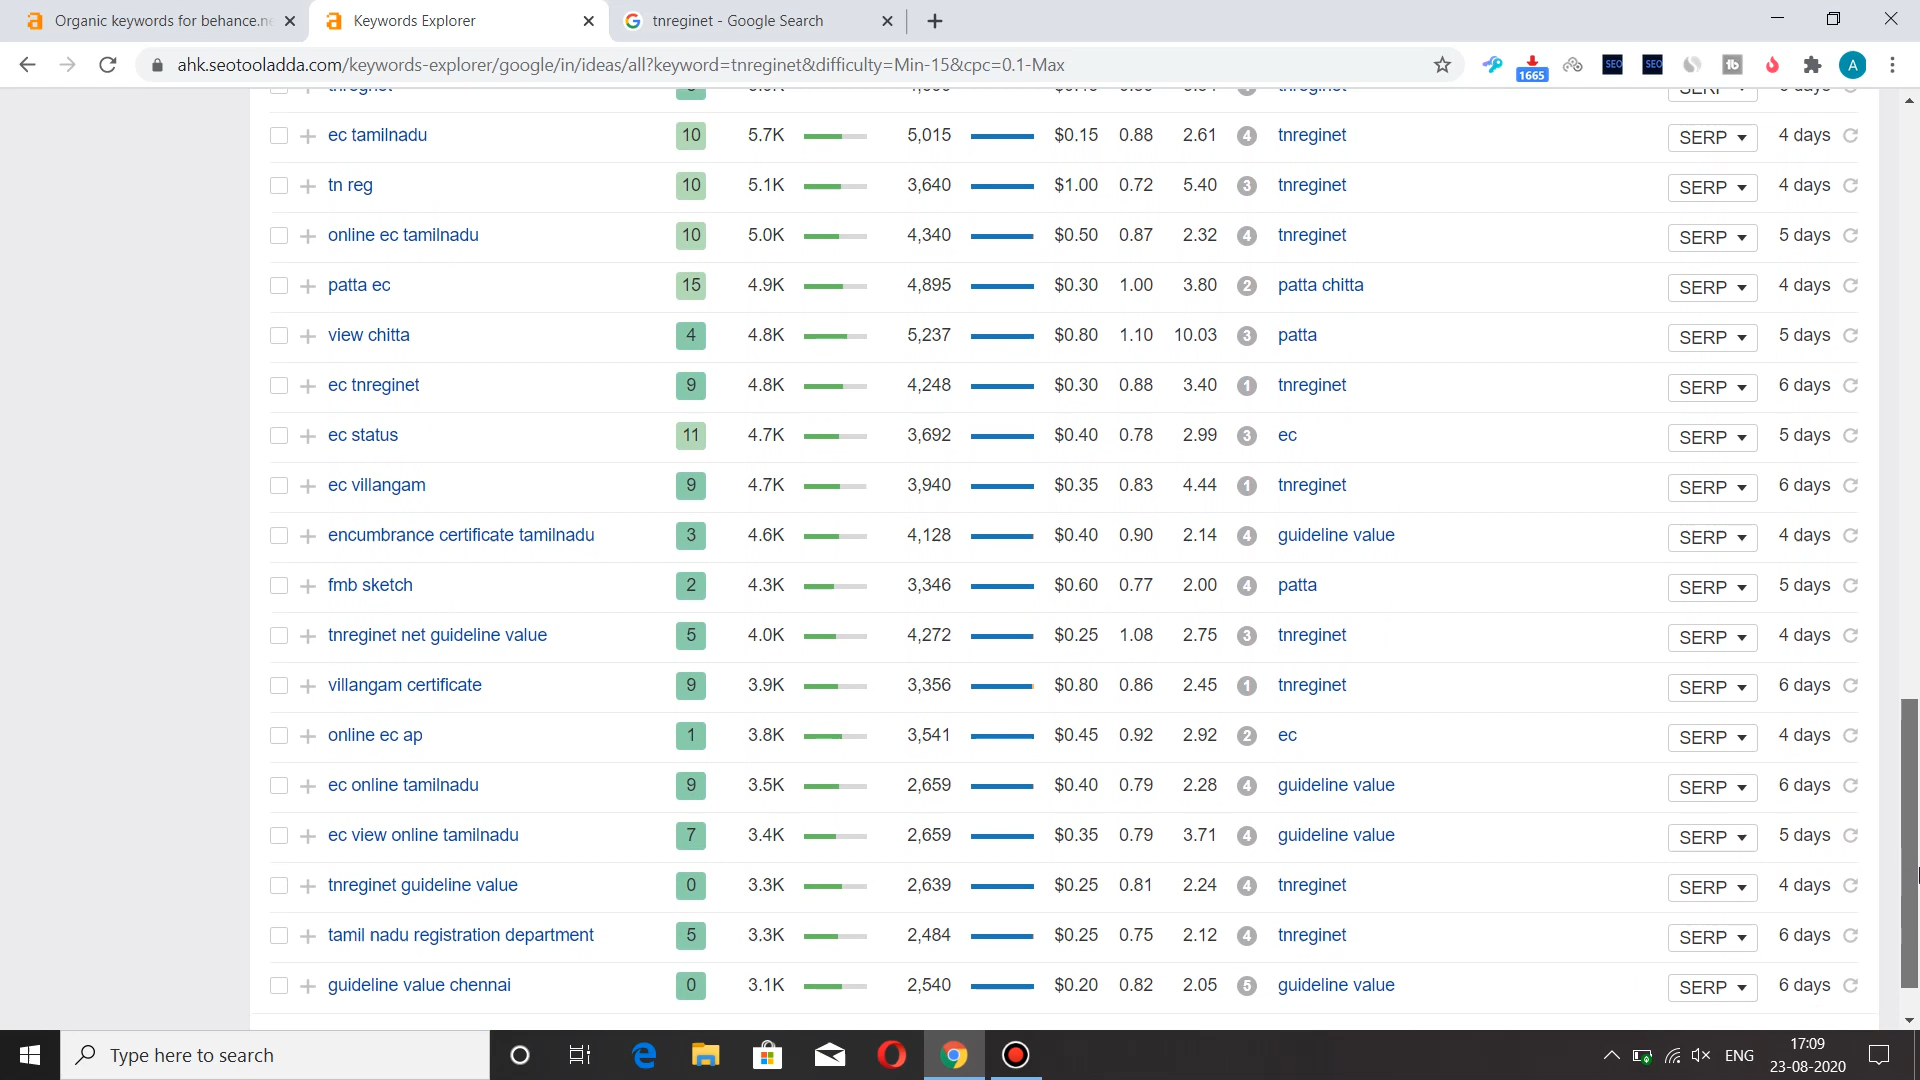 Organic keywords for behance.ne
Keywords Explorer
tnreginet - Google Search
ahk.seotooladda.com/keywords-explorer/google/in/ideas/all?keyword=tnreginet&difficulty=Min-15&cpc=0.1-Max
1665
SEO
SEO
A
ec tamilnadu 10 5.7K 5,015 $0.15 0.88 2.61 4 tnreginet SERP 4 days
tn reg 10 5.1K 3,640 $1.00 0.72 5.40 3 tnreginet SERP 4 days
online ec tamilnadu 10 5.0K 4,340 $0.50 0.87 2.32 4 tnreginet SERP 5 days
patta ec 15 4.9K 4,895 $0.30 1.00 3.80 2 patta chitta SERP 4 days
view chitta 4 4.8K 5,237 $0.80 1.10 10.03 3 patta SERP 5 days
ec tnreginet 9 4.8K 4,248 $0.30 0.88 3.40 1 tnreginet SERP 6 days
ec status 11 4.7K 3,692 $0.40 0.78 2.99 3 ec SERP 5 days
ec villangam 9 4.7K 3,940 $0.35 0.83 4.44 1 tnreginet SERP 6 days
encumbrance certificate tamilnadu 3 4.6K 4,128 $0.40 0.90 2.14 4 guideline value SERP 4 days
fmb sketch 2 4.3K 3,346 $0.60 0.77 2.00 4 patta SERP 5 days
tnreginet net guideline value 5 4.0K 4,272 $0.25 1.08 2.75 3 tnreginet SERP 4 days
villangam certificate 9 3.9K 3,356 $0.80 0.86 2.45 1 tnreginet SERP 6 days
online ec ap 1 3.8K 3,541 $0.45 0.92 2.92 2 ec SERP 4 days
ec online tamilnadu 9 3.5K 2,659 $0.40 0.79 2.28 4 guideline value SERP 6 days
ec view online tamilnadu 7 3.4K 2,659 $0.35 0.79 3.71 4 guideline value SERP 5 days
tnreginet guideline value 0 3.3K 2,639 $0.25 0.81 2.24 4 tnreginet SERP 4 days
tamil nadu registration department 5 3.3K 2,484 $0.25 0.75 2.12 4 tnreginet SERP 6 days
guideline value chennai 0 3.1K 2,540 $0.20 0.82 2.05 5 guideline value SERP 6 days
Type here to search
ENG
17:09
23-08-2020